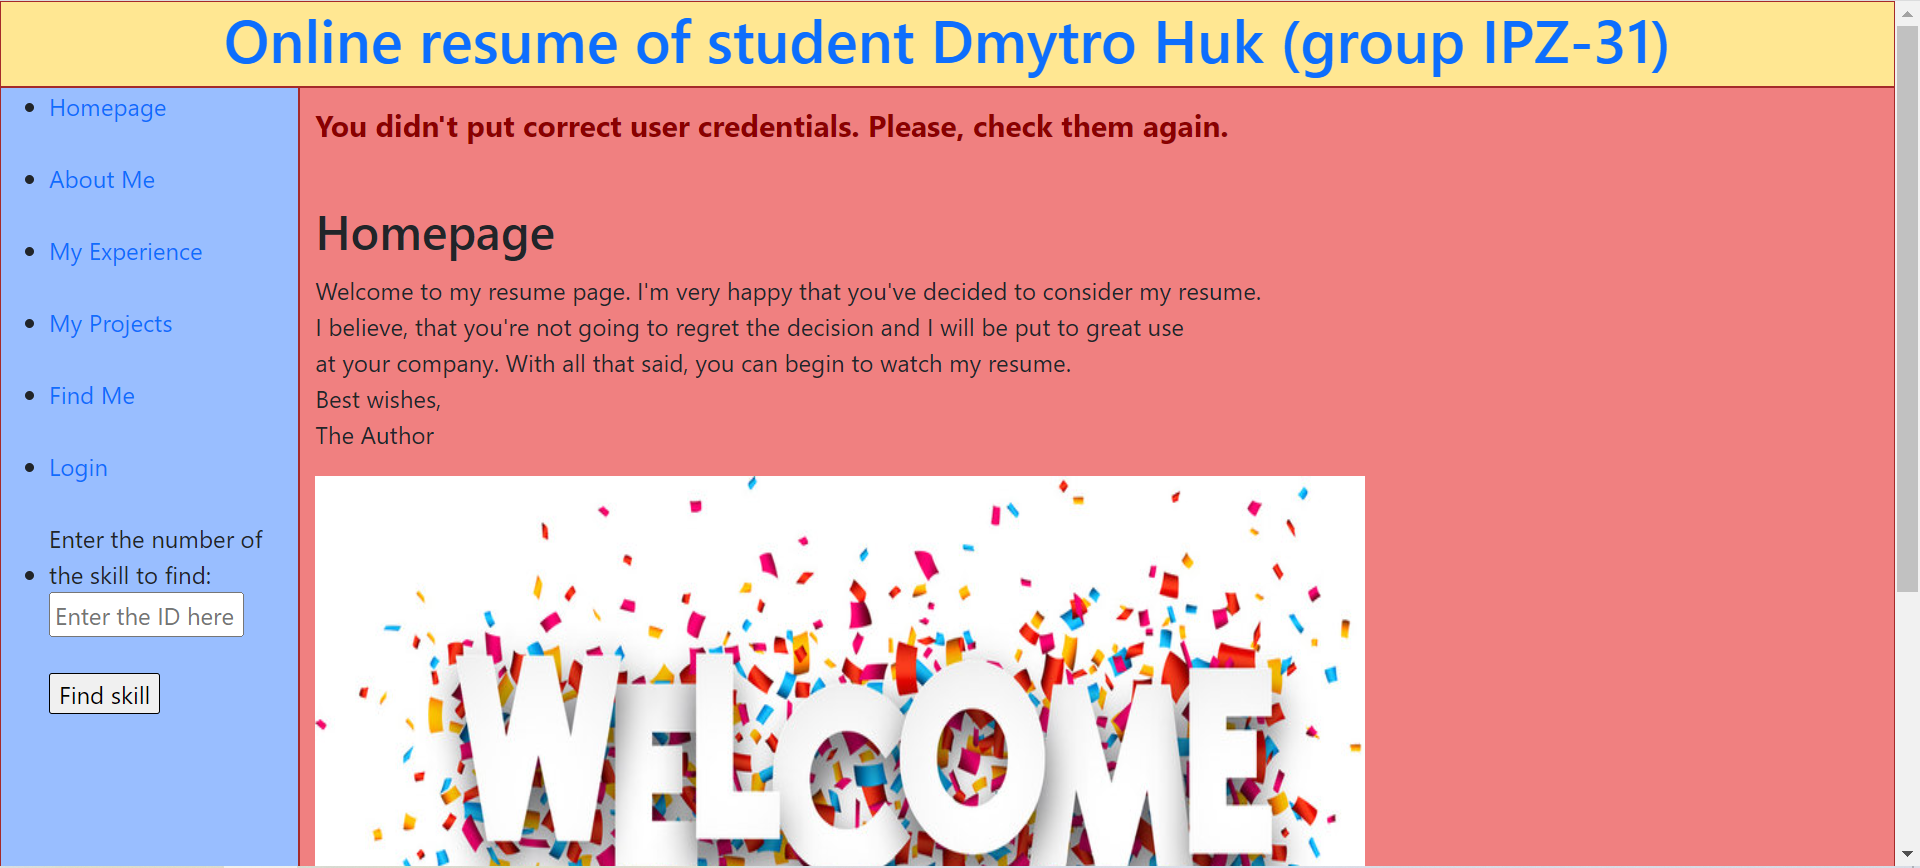 Online resume of student Dmytro Huk (group IPZ-31)
Homepage
About Me
My Experience
My Projects
Find Me
Login
Enter the number of
the skill to find:
Enter the ID here
Find skill
You didn't put correct user credentials. Please, check them again.
Homepage
Welcome to my resume page. I'm very happy that you've decided to consider my resume.
I believe, that you're not going to regret the decision and I will be put to great use
at your company. With all that said, you can begin to watch my resume.
Best wishes,
The Author
WELCOME